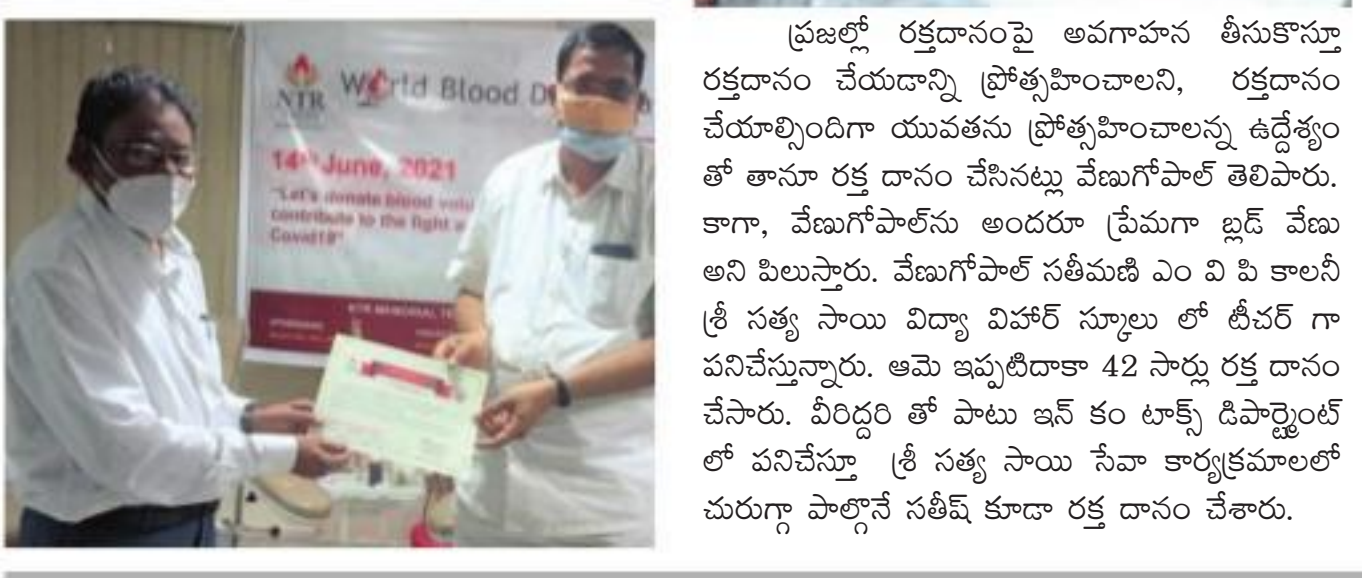 NTR
World Blood D
14th June, 2021
"Let's donate blood
contribute to the fight
Covid19"
NTR MEMORIAL
ప్రజల్లో రక్తదానంపై అవగాహన తీసుకొస్తూ
రక్తదానం చేయడాన్ని ప్రోత్సహించాలని, రక్తదానం
చేయాల్సిందిగా యువతను ప్రోత్సహించాలన్న ఉద్దేశ్యం
తో తానూ రక్త దానం చేసినట్లు వేణుగోపాల్ తెలిపారు.
కాగా, వేణుగోపాల్‌ను అందరూ ప్రేమగా బ్లడ్ వేణు
అని పిలుస్తారు. వేణుగోపాల్ సతీమణి ఎం వి పి కాలనీ
శ్రీ సత్య సాయి విద్యా విహార్ స్కూలు లో టీచర్ గా
పనిచేస్తున్నారు. ఆమె ఇప్పటిదాకా 42 సార్లు రక్త దానం
చేసారు. వీరిద్దరి తో పాటు ఇన్ కం టాక్స్ డిపార్ట్మెంట్
లో పనిచేస్తూ శ్రీ సత్య సాయి సేవా కార్యక్రమాలలో
చురుగ్గా పాల్గొనే సతీష్ కూడా రక్త దానం చేశారు.